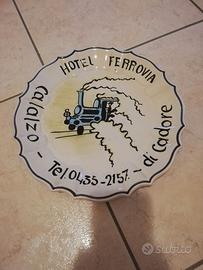 HOTEL FERROVIA
Calalzo - Tel. 0435-2157 - di Cadore
subito